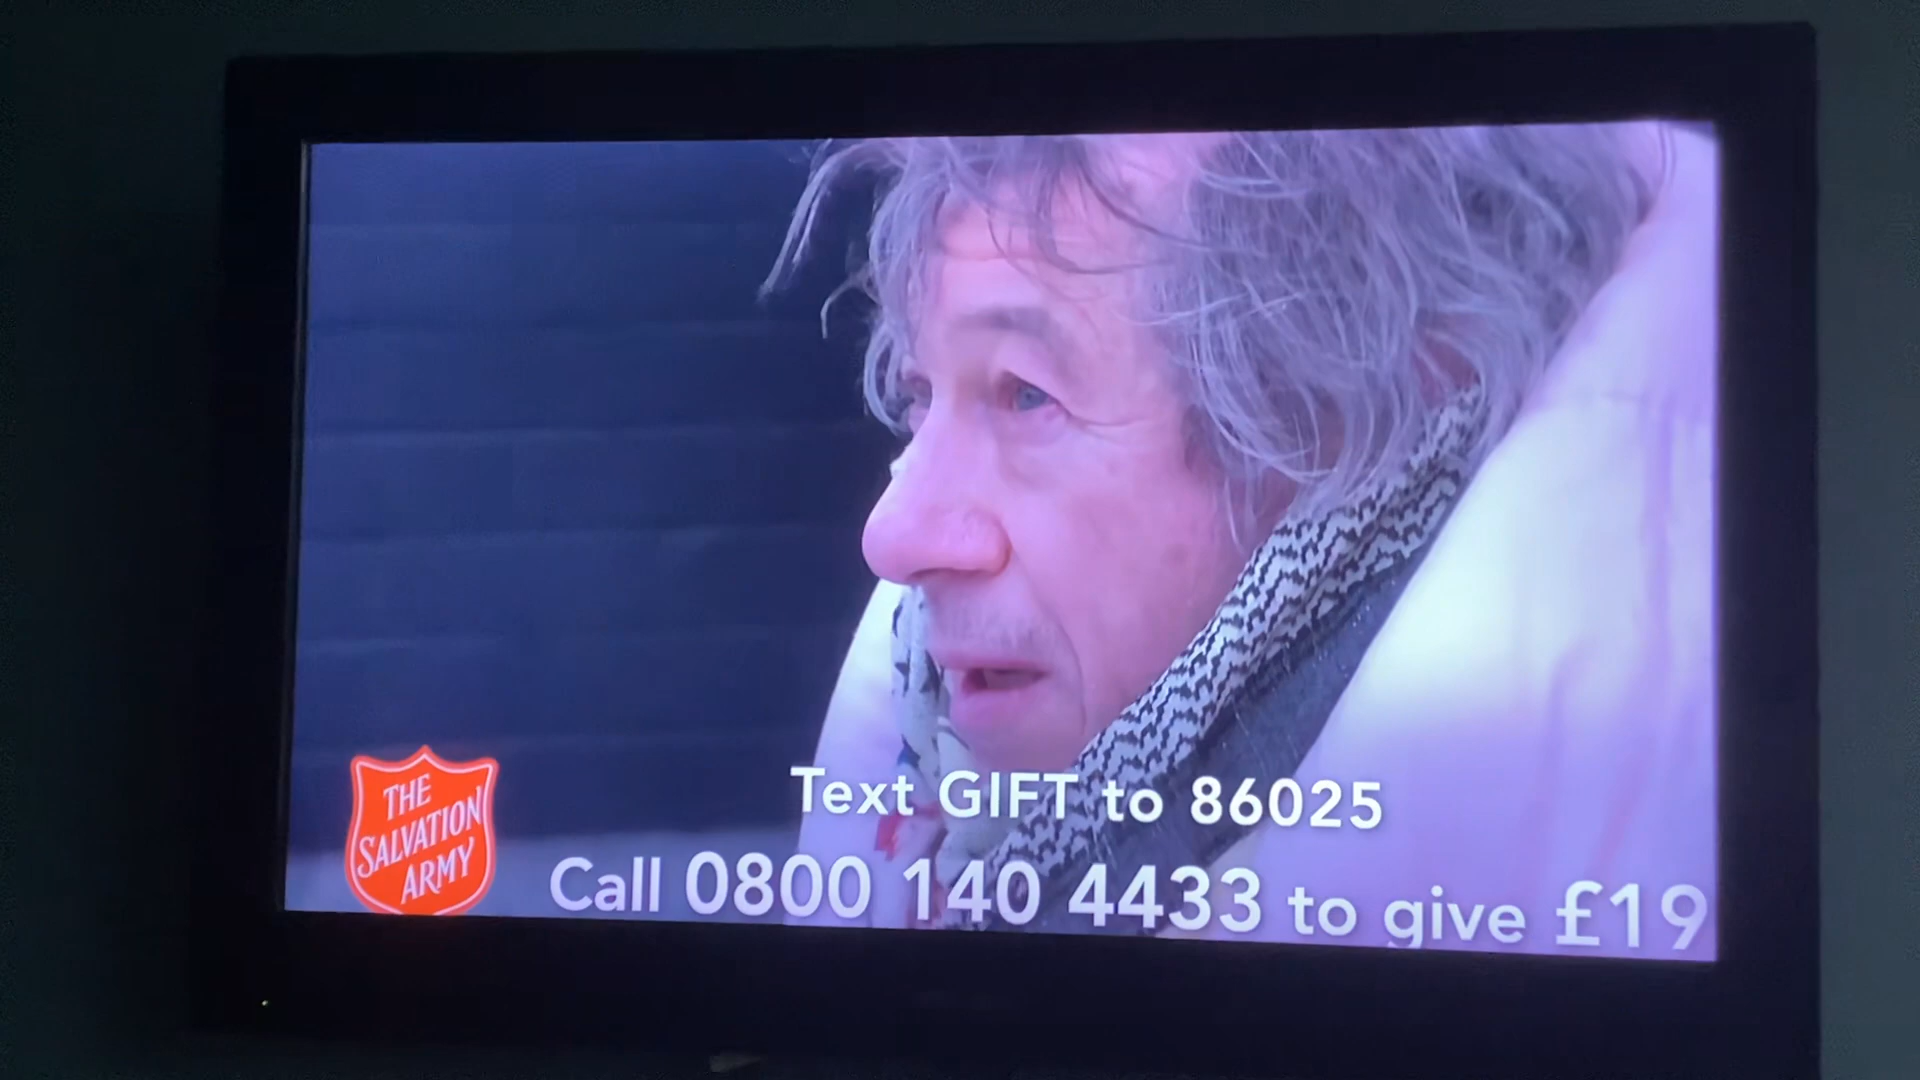 THE
SALVATION
ARMY
Text GIFT to 86025
Call 0800 140 4433 to give £19